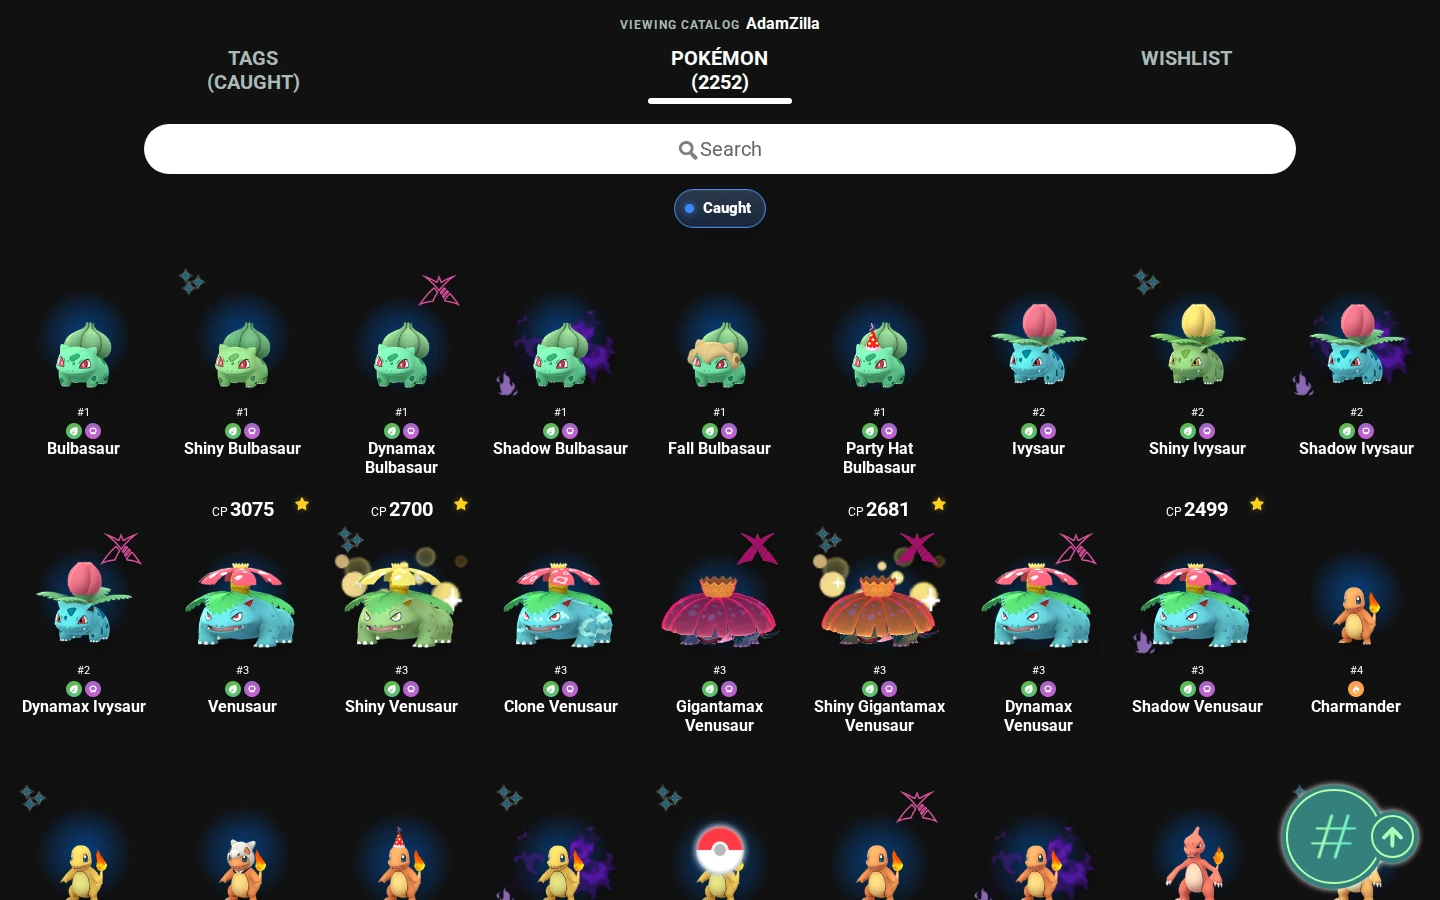 VIEWING CATALOG AdamZilla
TAGS
(CAUGHT)
POKÉMON
(2252)
WISHLIST
Search
Caught
#1
Bulbasaur
#1
Shiny Bulbasaur
#1
Dynamax
Bulbasaur
#1
Shadow Bulbasaur
#1
Fall Bulbasaur
#1
Party Hat
Bulbasaur
#2
Ivysaur
#2
Shiny Ivysaur
#2
Shadow Ivysaur
#2
Dynamax Ivysaur
CP 3075
#3
Venusaur
CP 2700
#3
Shiny Venusaur
#3
Clone Venusaur
#3
Gigantamax
Venusaur
CP 2681
#3
Shiny Gigantamax
Venusaur
#3
Dynamax
Venusaur
CP 2499
#3
Shadow Venusaur
#4
Charmander
#